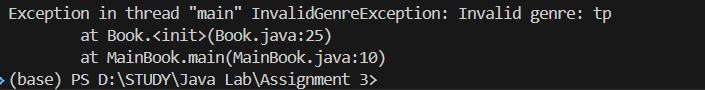 Exception in thread "main" InvalidGenreException: Invalid genre: tp
        at Book.<init>(Book.java:25)
        at MainBook.main(MainBook.java:10)
(base) PS D:\STUDY\Java Lab\Assignment 3>